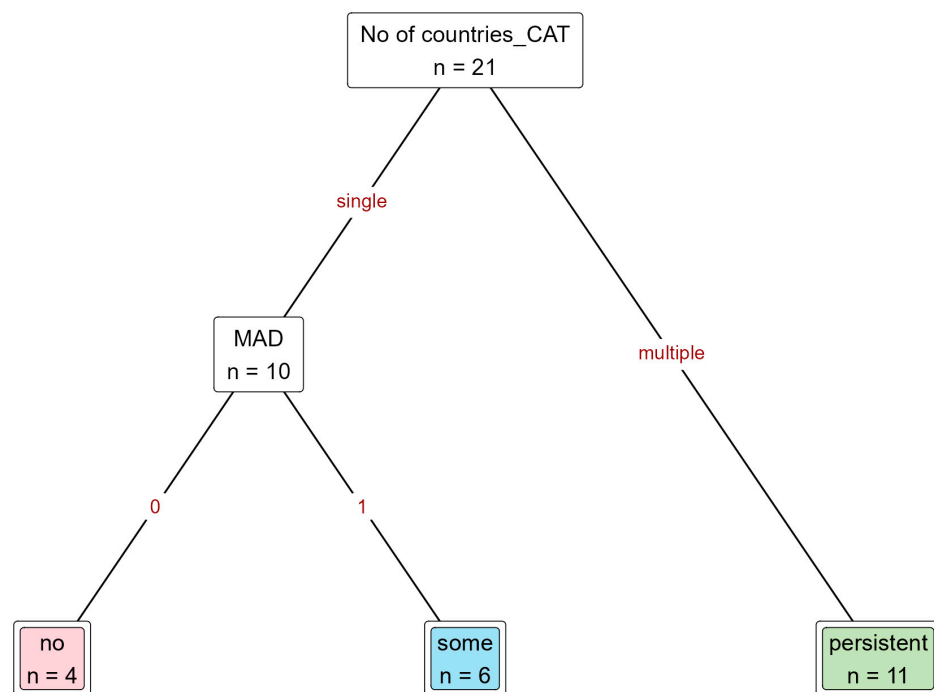 No of countries_CAT
n = 21
single
MAD
n = 10
multiple
0
1
no
n = 4
some
n = 6
persistent
n = 11